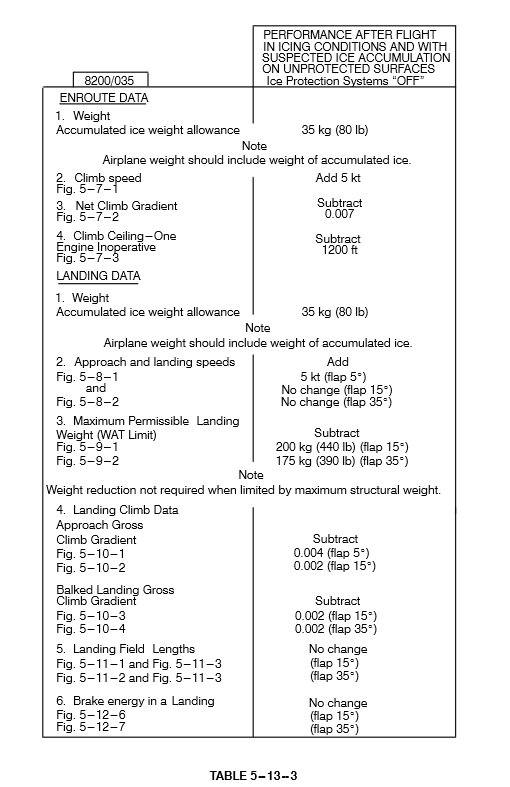 PERFORMANCE AFTER FLIGHT
IN ICING CONDITIONS AND WITH
SUSPECTED ICE ACCUMULATION
ON UNPROTECTED SURFACES
8200/035 Ice Protection Systems “OFF”
ENROUTE DATA
1. Weight
Accumulated ice weight allowance 35 kg (80 lb)
Note
Airplane weight should include weight of accumulated ice.
2. Climb speed Add 5 kt
Fig. 5-7-1
3. Net Climb Gradient Subtract
Fig. 5-7-2 0.007
4. Climb Ceiling-One Subtract
Engine Inoperative 1200 ft
Fig. 5-7-3
LANDING DATA
1. Weight
Accumulated ice weight allowance 35 kg (80 lb)
Note
Airplane weight should include weight of accumulated ice.
2. Approach and landing speeds Add
Fig. 5-8-1 5 kt (flap 5°)
and No change (flap 15°)
Fig. 5-8-2 No change (flap 35°)
3. Maximum Permissible Landing
Weight (WAT Limit) Subtract
Fig. 5-9-1 200 kg (440 lb) (flap 15°)
Fig. 5-9-2 175 kg (390 lb) (flap 35°)
Note
Weight reduction not required when limited by maximum structural weight.
4. Landing Climb Data
Approach Gross
Climb Gradient Subtract
Fig. 5-10-1 0.004 (flap 5°)
Fig. 5-10-2 0.002 (flap 15°)
Balked Landing Gross
Climb Gradient Subtract
Fig. 5-10-3 0.002 (flap 15°)
Fig. 5-10-4 0.002 (flap 35°)
5. Landing Field Lengths No change
Fig. 5-11-1 and Fig. 5-11-3 (flap 15°)
Fig. 5-11-2 and Fig. 5-11-3 (flap 35°)
6. Brake energy in a Landing No change
Fig. 5-12-6 (flap 15°)
Fig. 5-12-7 (flap 35°)
TABLE 5-13--3